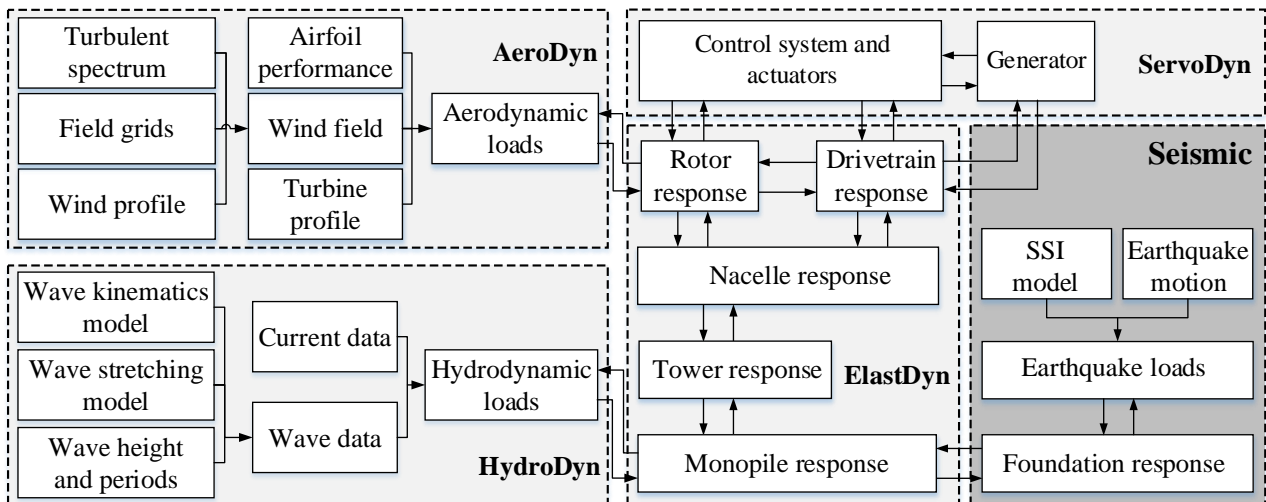 Turbulent
spectrum
Field grids
Wind profile
Airfoil
performance
Wind field
Turbine
profile
AeroDyn
Aerodynamic
loads
Control system and
actuators
Generator
ServoDyn
Rotor
response
Drivetrain
response
Nacelle response
Tower response
ElastDyn
Monopile response
Seismic
SSI
model
Earthquake
motion
Earthquake loads
Foundation response
Wave kinematics
model
Wave stretching
model
Wave height
and periods
Current data
Wave data
Hydrodynamic
loads
HydroDyn